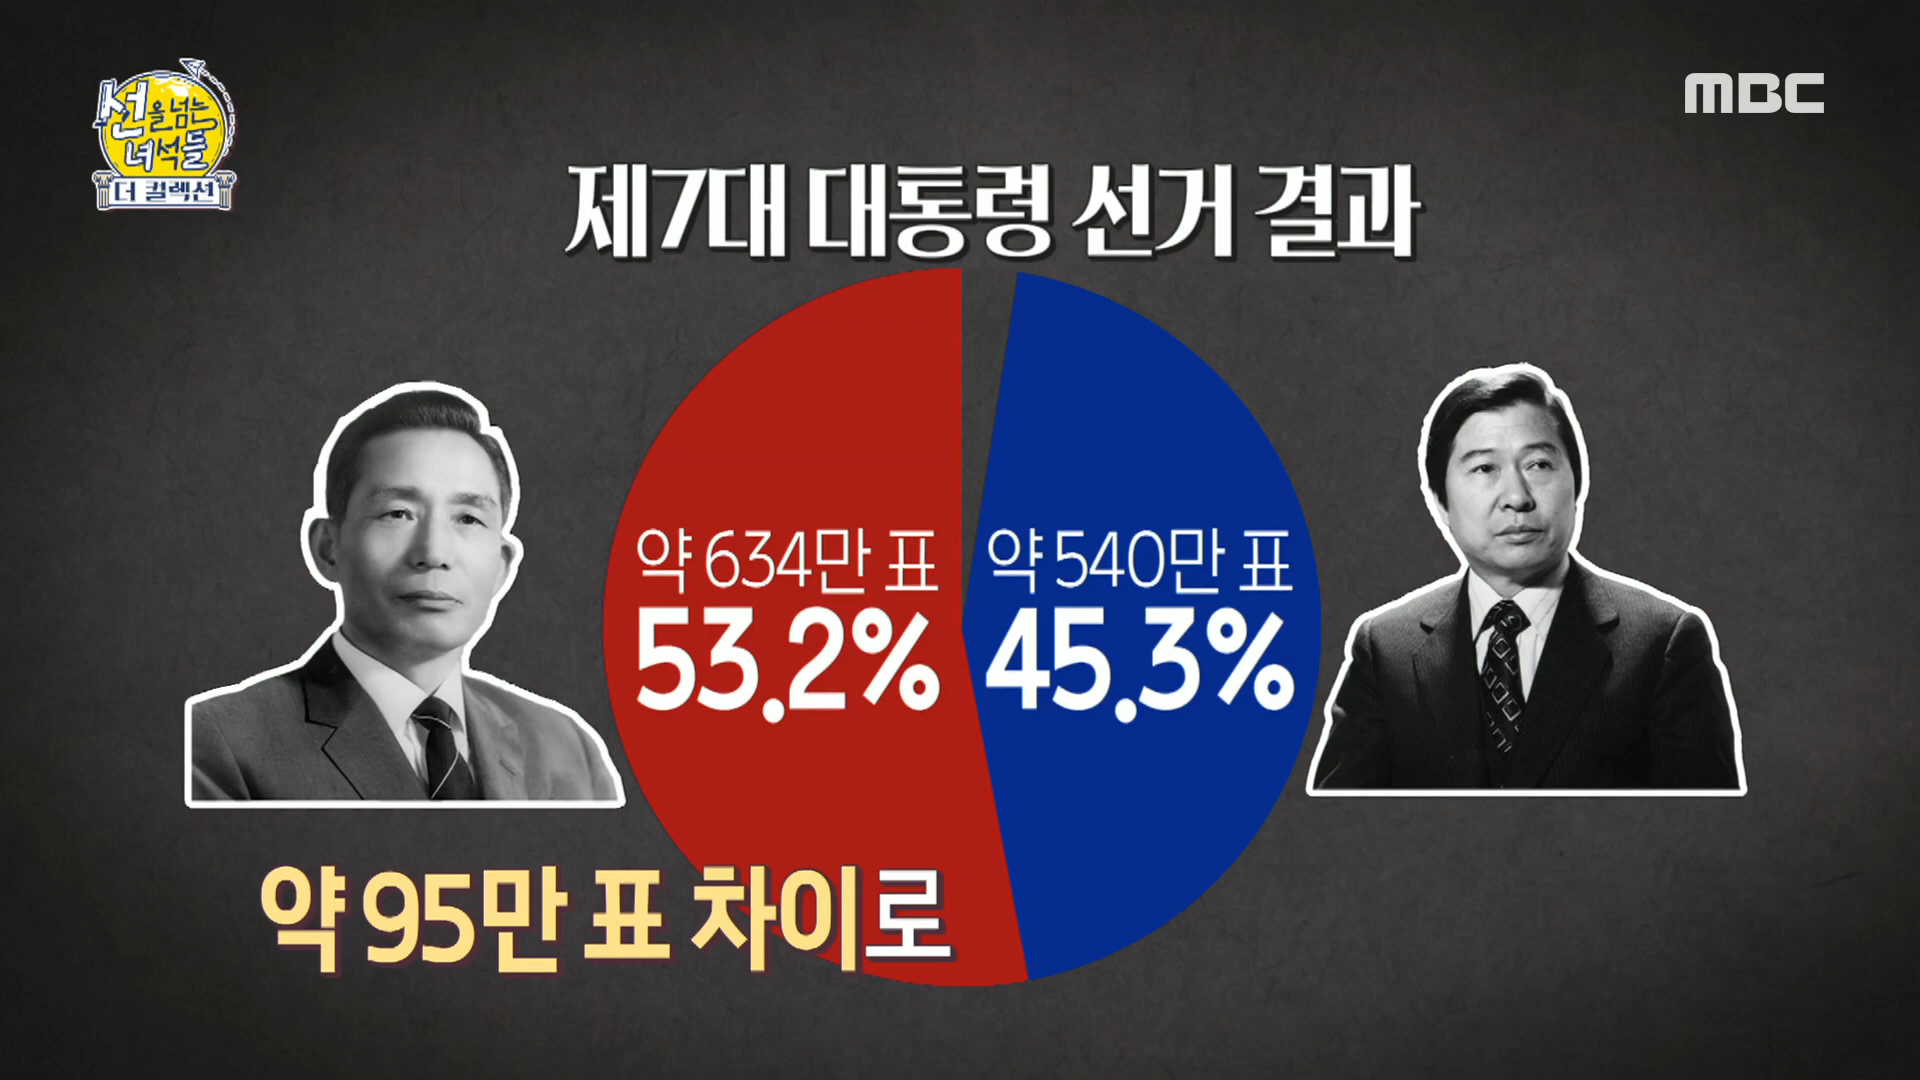 선을넘는
녀석들
더 컬렉션
MBC
제7대 대통령 선거 결과
약 634만 표
53.2%
약 540만 표
45.3%
약 95만 표 차이로